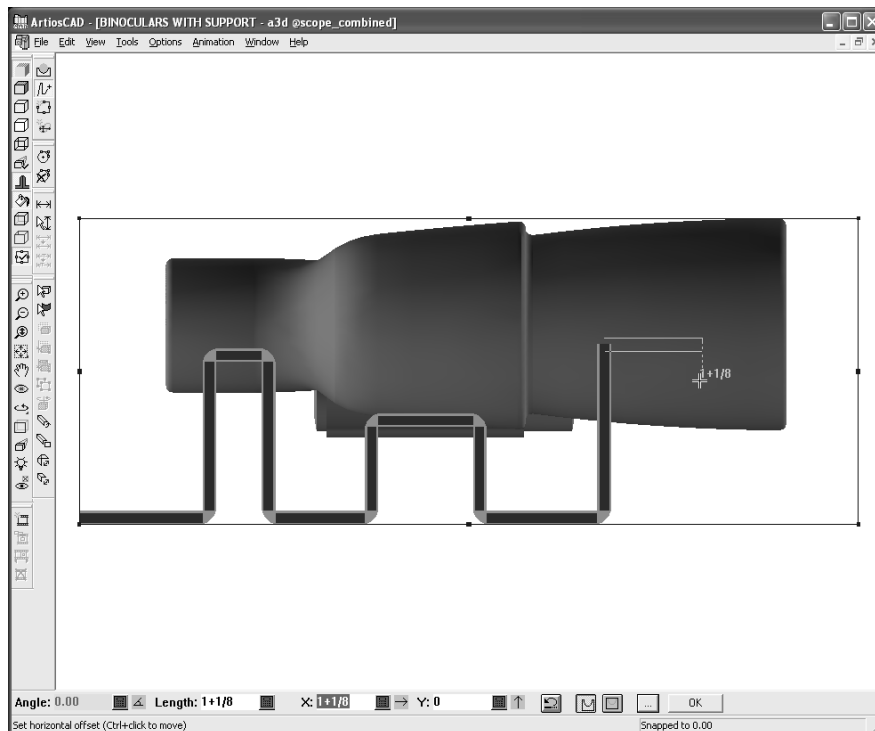 ArtiosCAD - [BINOCULARS WITH SUPPORT - a3d @scope_combined]
File Edit View Tools Options Animation Window Help
1+1/8
Angle: 0.00 Length: 1+1/8 X: 1+1/8 Y: 0 ... OK
Set horizontal offset (Ctrl+click to move) Snapped to 0.00